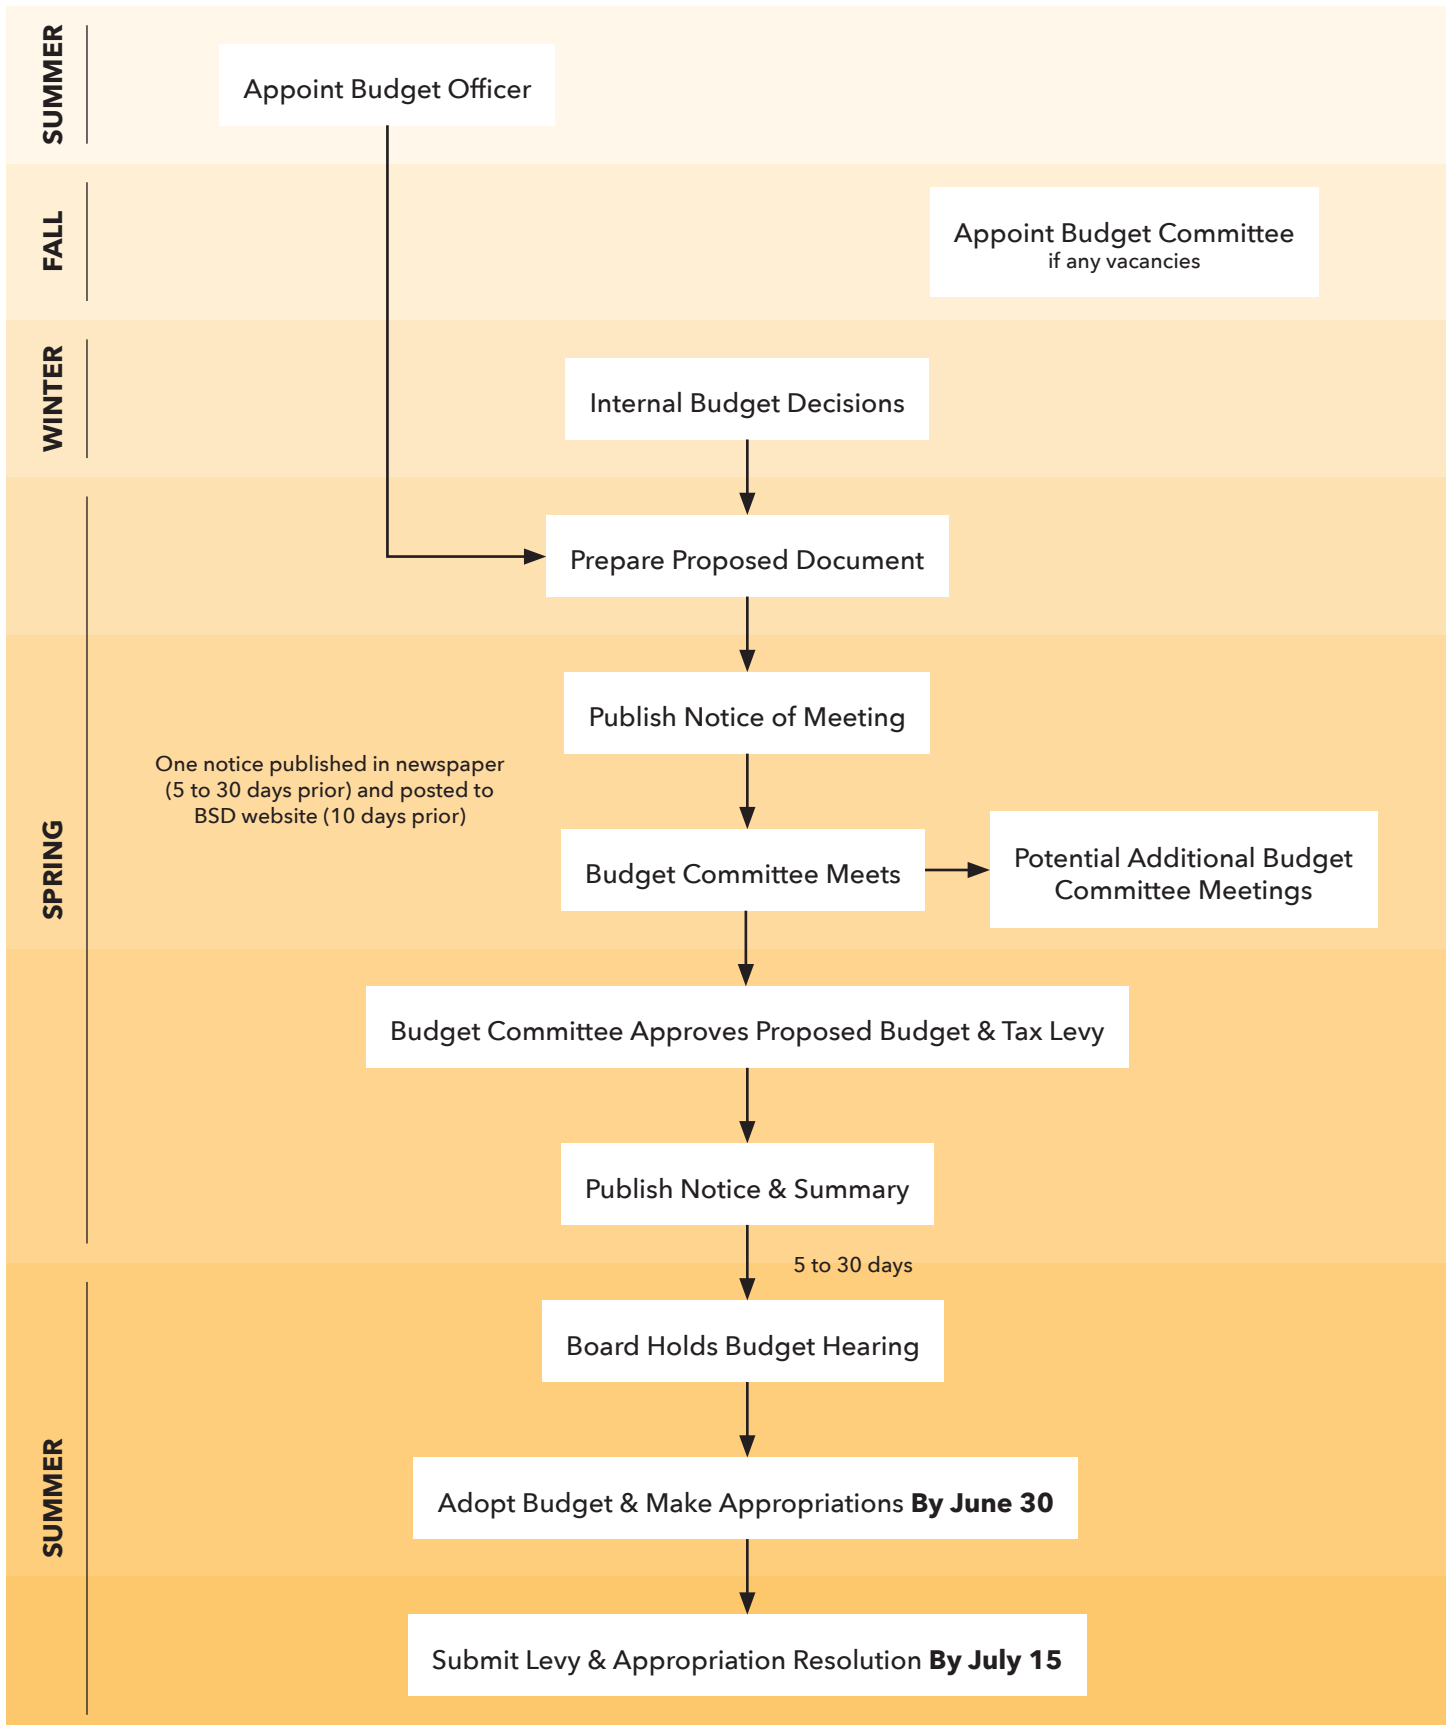 SUMMER
Appoint Budget Officer
FALL
Appoint Budget Committee
if any vacancies
WINTER
Internal Budget Decisions
SPRING
Prepare Proposed Document
Publish Notice of Meeting
One notice published in newspaper
(5 to 30 days prior) and posted to
BSD website (10 days prior)
Budget Committee Meets
Potential Additional Budget
Committee Meetings
Budget Committee Approves Proposed Budget & Tax Levy
Publish Notice & Summary
5 to 30 days
SUMMER
Board Holds Budget Hearing
Adopt Budget & Make Appropriations By June 30
Submit Levy & Appropriation Resolution By July 15